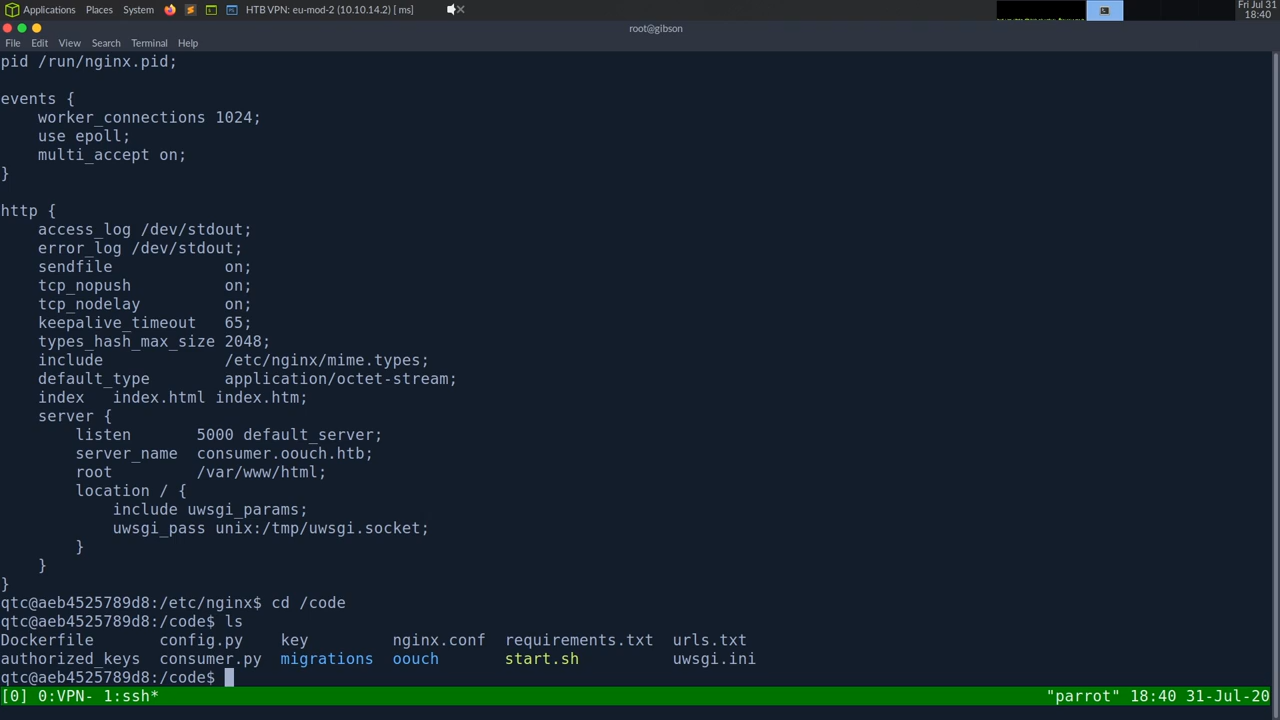 Applications Places System HTB VPN: eu-mod-2 (10.10.14.2) [ms] Fri Jul 31
18:40
root@gibson
File Edit View Search Terminal Help
pid /run/nginx.pid;
events {
    worker_connections 1024;
    use epoll;
    multi_accept on;
}
http {
    access_log /dev/stdout;
    error_log /dev/stdout;
    sendfile            on;
    tcp_nopush          on;
    tcp_nodelay         on;
    keepalive_timeout   65;
    types_hash_max_size 2048;
    include             /etc/nginx/mime.types;
    default_type        application/octet-stream;
    index   index.html index.htm;
    server {
        listen       5000 default_server;
        server_name  consumer.oouch.htb;
        root         /var/www/html;
        location / {
            include uwsgi_params;
            uwsgi_pass unix:/tmp/uwsgi.socket;
        }
    }
}
qtc@aeb4525789d8:/etc/nginx$ cd /code
qtc@aeb4525789d8:/code$ ls
Dockerfile       config.py    key         nginx.conf  requirements.txt  urls.txt
authorized_keys  consumer.py  migrations  oouch       start.sh          uwsgi.ini
qtc@aeb4525789d8:/code$
[0] 0:VPN- 1:ssh* "parrot" 18:40 31-Jul-20